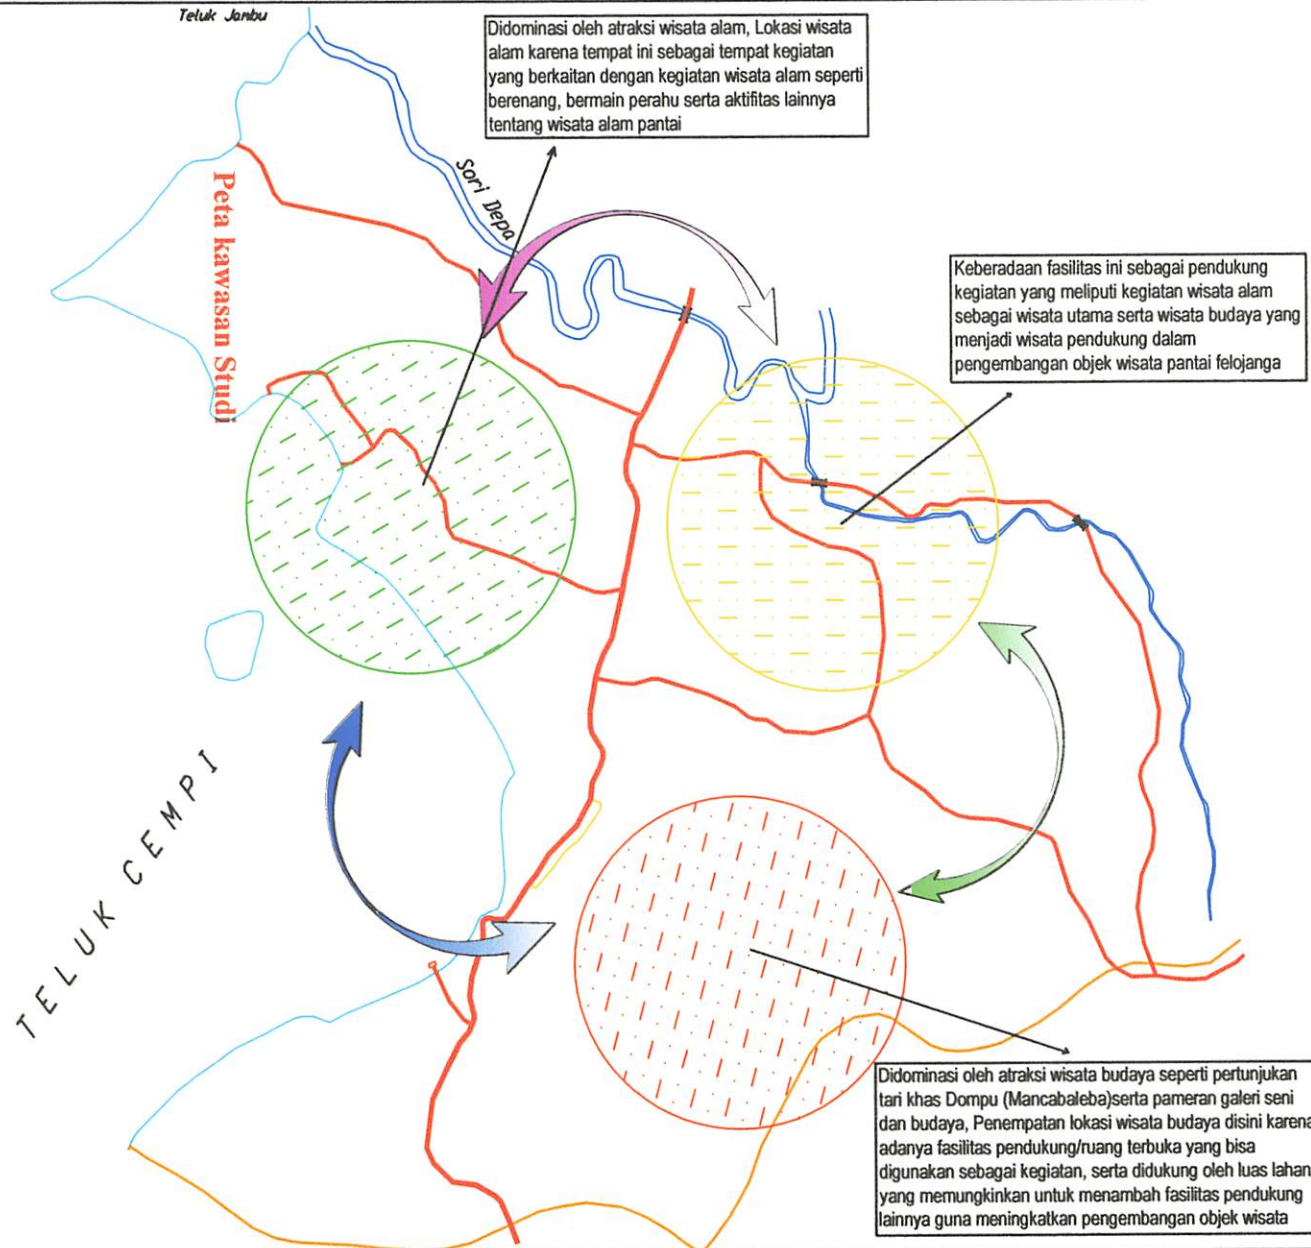 Teluk Jambu
Didominasi oleh atraksi wisata alam, Lokasi wisata
alam karena tempat ini sebagai tempat kegiatan
yang berkaitan dengan kegiatan wisata alam seperti
berenang, bermain perahu serta aktifitas lainnya
tentang wisata alam pantai
Sori Depa
Peta kawasan Studi
Keberadaan fasilitas ini sebagai pendukung
kegiatan yang meliputi kegiatan wisata alam
sebagai wisata utama serta wisata budaya yang
menjadi wisata pendukung dalam
pengembangan objek wisata pantai felojanga
TELUK CEMPI
Didominasi oleh atraksi wisata budaya seperti pertunjukan
tari khas Dompu (Mancabaleba)serta pameran galeri seni
dan budaya, Penempatan lokasi wisata budaya disini karena
adanya fasilitas pendukung/ruang terbuka yang bisa
digunakan sebagai kegiatan, serta didukung oleh luas lahan
yang memungkinkan untuk menambah fasilitas pendukung
lainnya guna meningkatkan pengembangan objek wisata